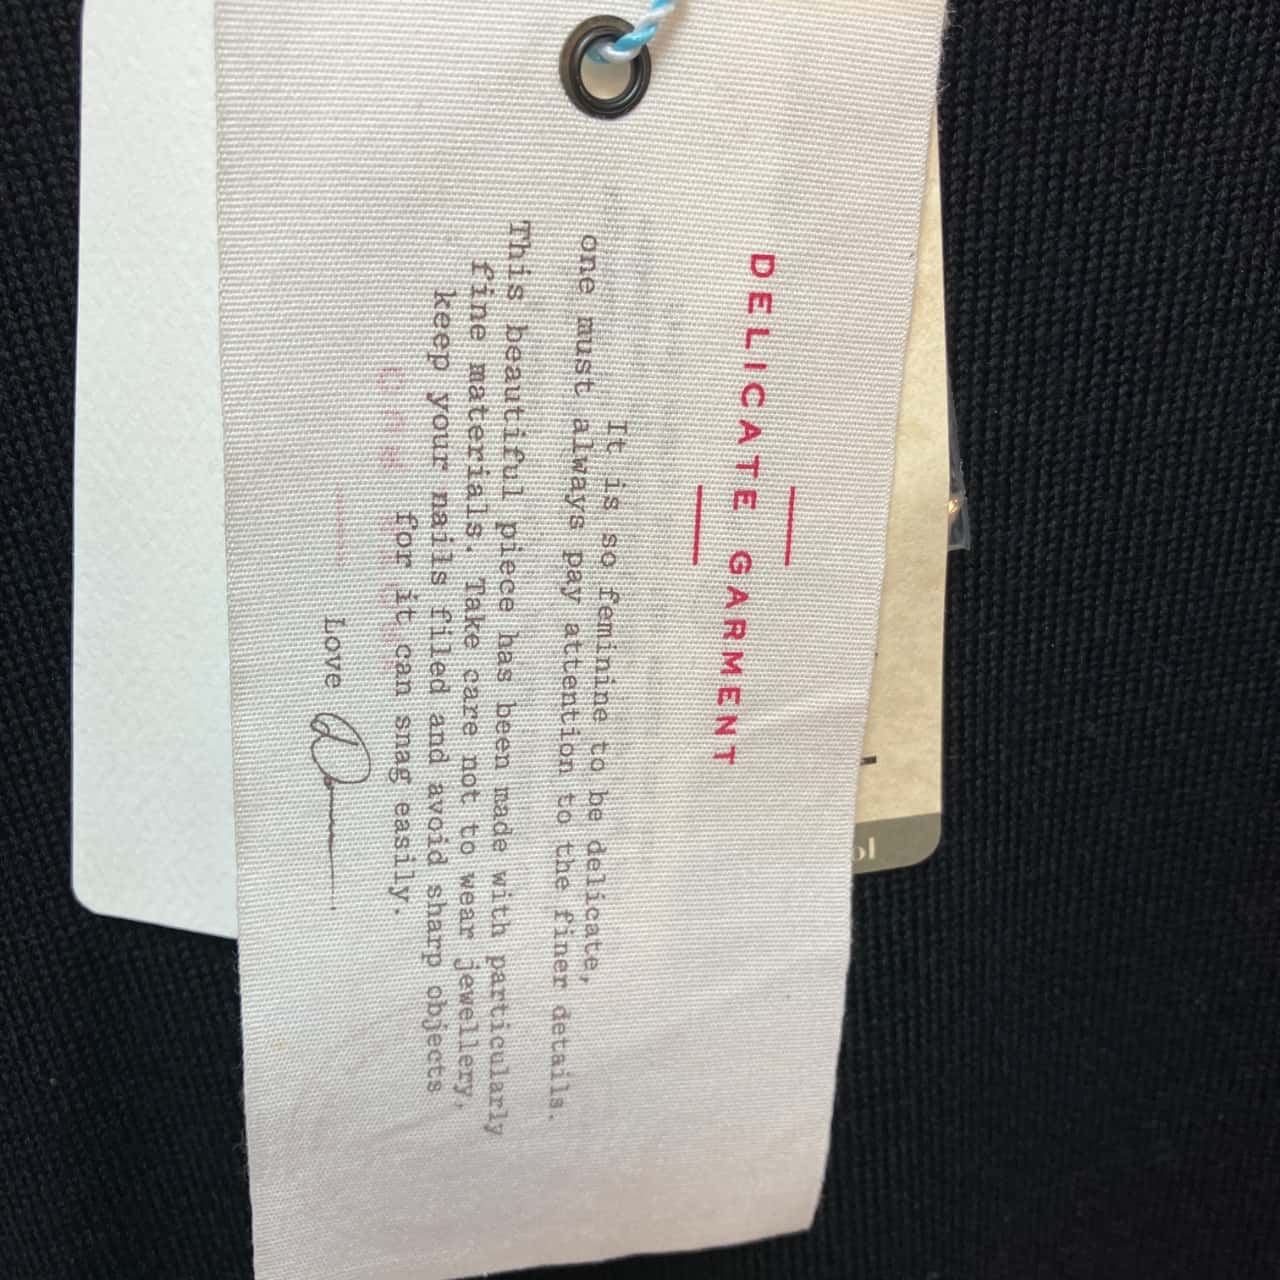 DELICATE GARMENT
It is so feminine to be delicate,
one must always pay attention to the finer details.
This beautiful piece has been made with particularly
fine materials. Take care not to wear jewellery,
keep your nails filed and avoid sharp objects
for it can snag easily.
Love